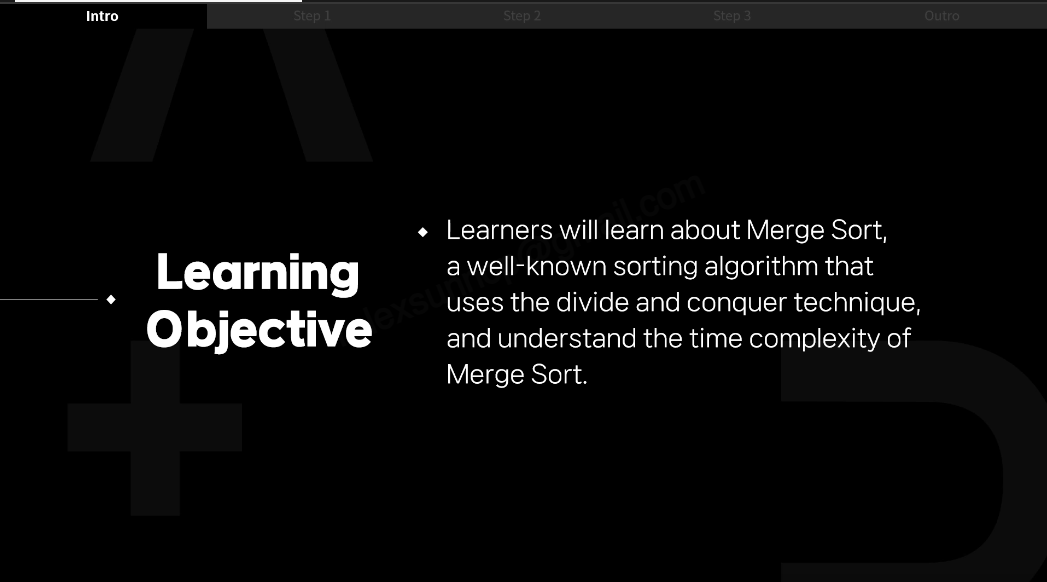 Intro
Step 1
Step 2
Step 3
Outro
Learning
Objective
Learners will learn about Merge Sort,
a well-known sorting algorithm that
uses the divide and conquer technique,
and understand the time complexity of
Merge Sort.